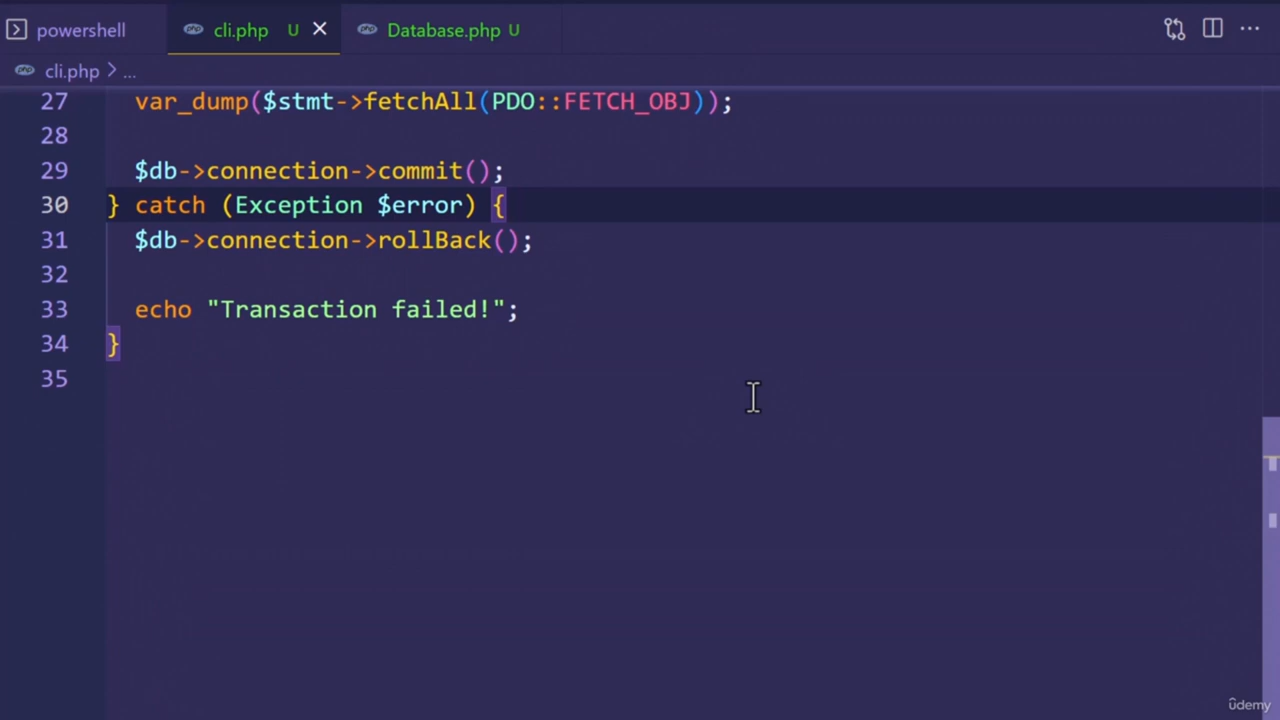 powershell
cli.php U
Database.php U
cli.php > ...
27 var_dump($stmt->fetchAll(PDO::FETCH_OBJ));
28
29 $db->connection->commit();
30 } catch (Exception $error) {
31 $db->connection->rollBack();
32
33 echo "Transaction failed!";
34 }
35
ûdemy